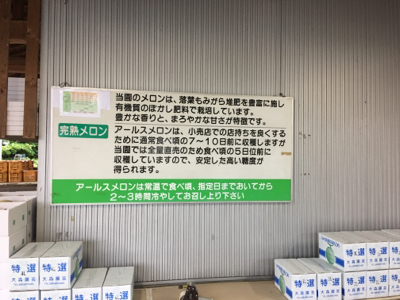 当園のメロンは、落葉もみがら堆肥を豊富に施し
有機質のぼかし肥料で栽培しています。
豊かな香りと、まろやかな甘さが特徴です。
完熟メロン
アールスメロンは、小売店での店持ちを良くする
ために通常食べ頃の7～10日前に収穫しますが
当園では全量直売のため食べ頃の5日位前に
収穫していますので、安定した高い糖度が
得られます。
アールスメロンは常温で食べ頃、指定日までおいてから
2～3時間冷やしてお召し上り下さい
特選
特選
特選
特選
特選